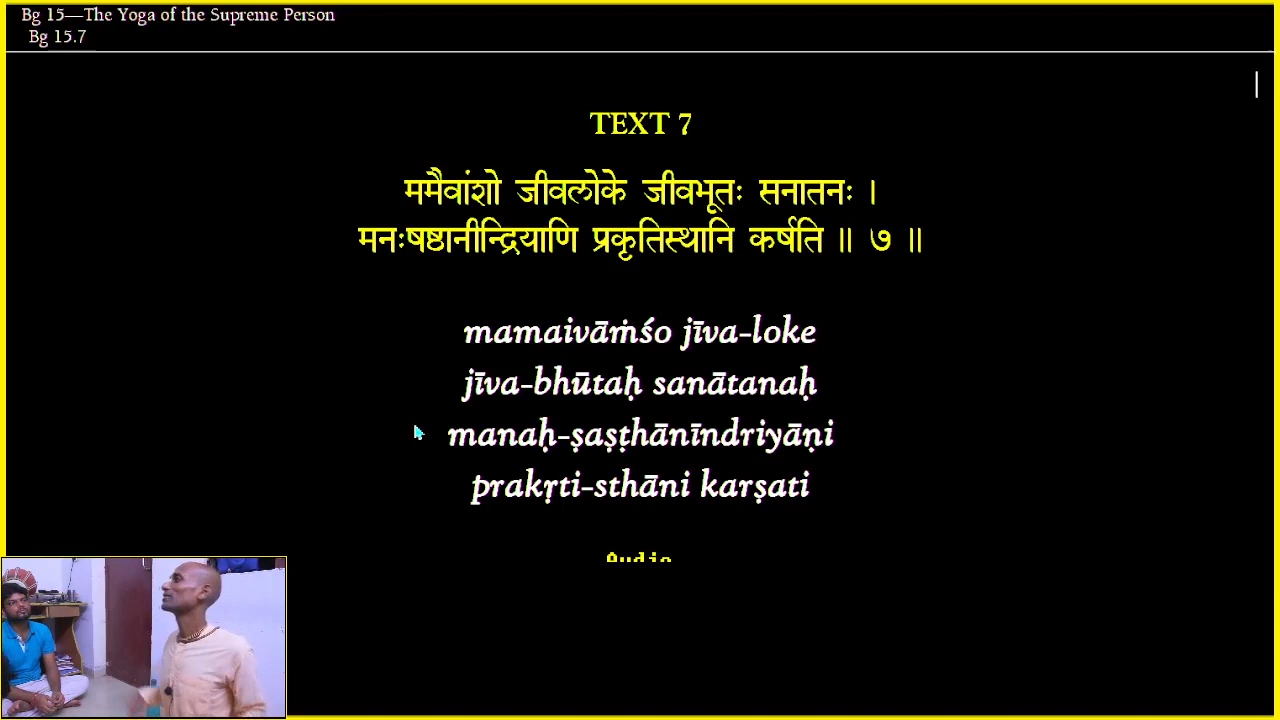 Bg 15—The Yoga of the Supreme Person
Bg 15.7
TEXT 7
ममैवांशो जीवलोके जीवभूतः सनातनः ।
मनःषष्ठानीन्द्रियाणि प्रकृतिस्थानि कर्षति ॥ ७ ॥
mamaivāṁśo jīva-loke
jīva-bhūtaḥ sanātanaḥ
manaḥ-ṣaṣṭhānīndriyāṇi
prakṛti-sthāni karṣati
Audio